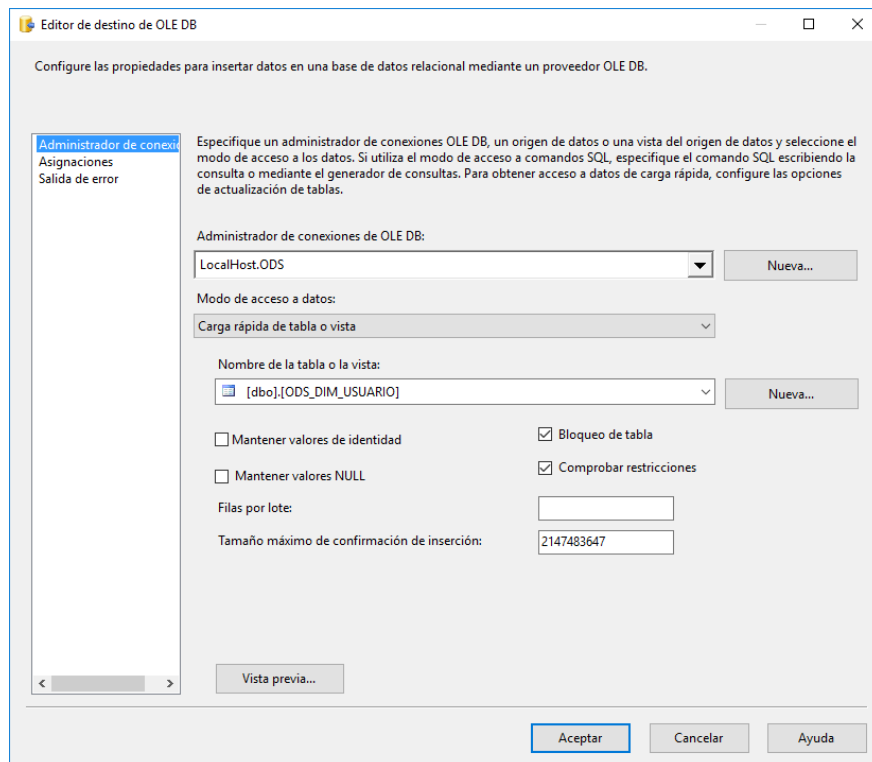 Editor de destino de OLE DB
Configure las propiedades para insertar datos en una base de datos relacional mediante un proveedor OLE DB.
Administrador de conexi
Asignaciones
Salida de error
Especifique un administrador de conexiones OLE DB, un origen de datos o una vista del origen de datos y seleccione el
modo de acceso a los datos. Si utiliza el modo de acceso a comandos SQL, especifique el comando SQL escribiendo la
consulta o mediante el generador de consultas. Para obtener acceso a datos de carga rápida, configure las opciones
de actualización de tablas.
Administrador de conexiones de OLE DB:
LocalHost.ODS
Nueva...
Modo de acceso a datos:
Carga rápida de tabla o vista
Nombre de la tabla o la vista:
[dbo].[ODS_DIM_USUARIO]
Nueva...
Mantener valores de identidad
Bloqueo de tabla
Mantener valores NULL
Comprobar restricciones
Filas por lote:
Tamaño máximo de confirmación de inserción:
2147483647
Vista previa...
Aceptar
Cancelar
Ayuda